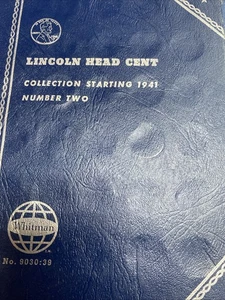 LINCOLN HEAD CENT
COLLECTION STARTING 1941
NUMBER TWO
Whitman
No. 9030:39